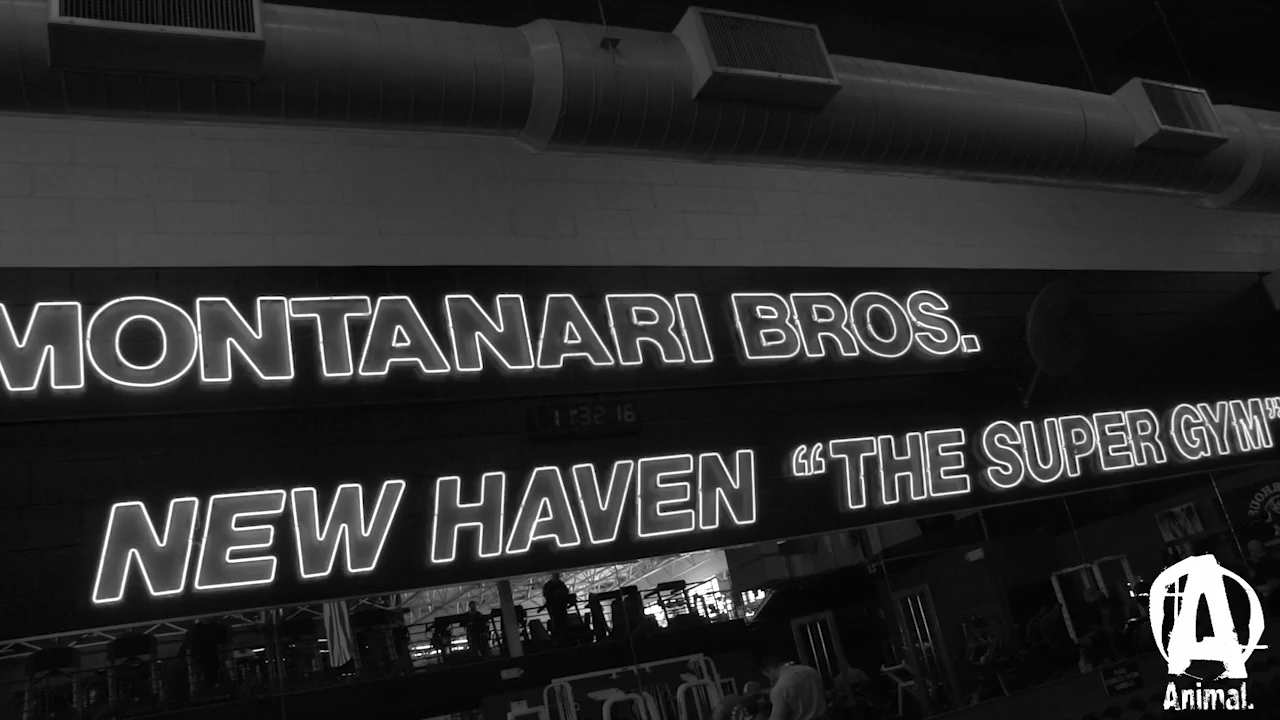 MONTANARI BROS.
11:32 16
NEW HAVEN “THE SUPER GYM”
A
Animal.